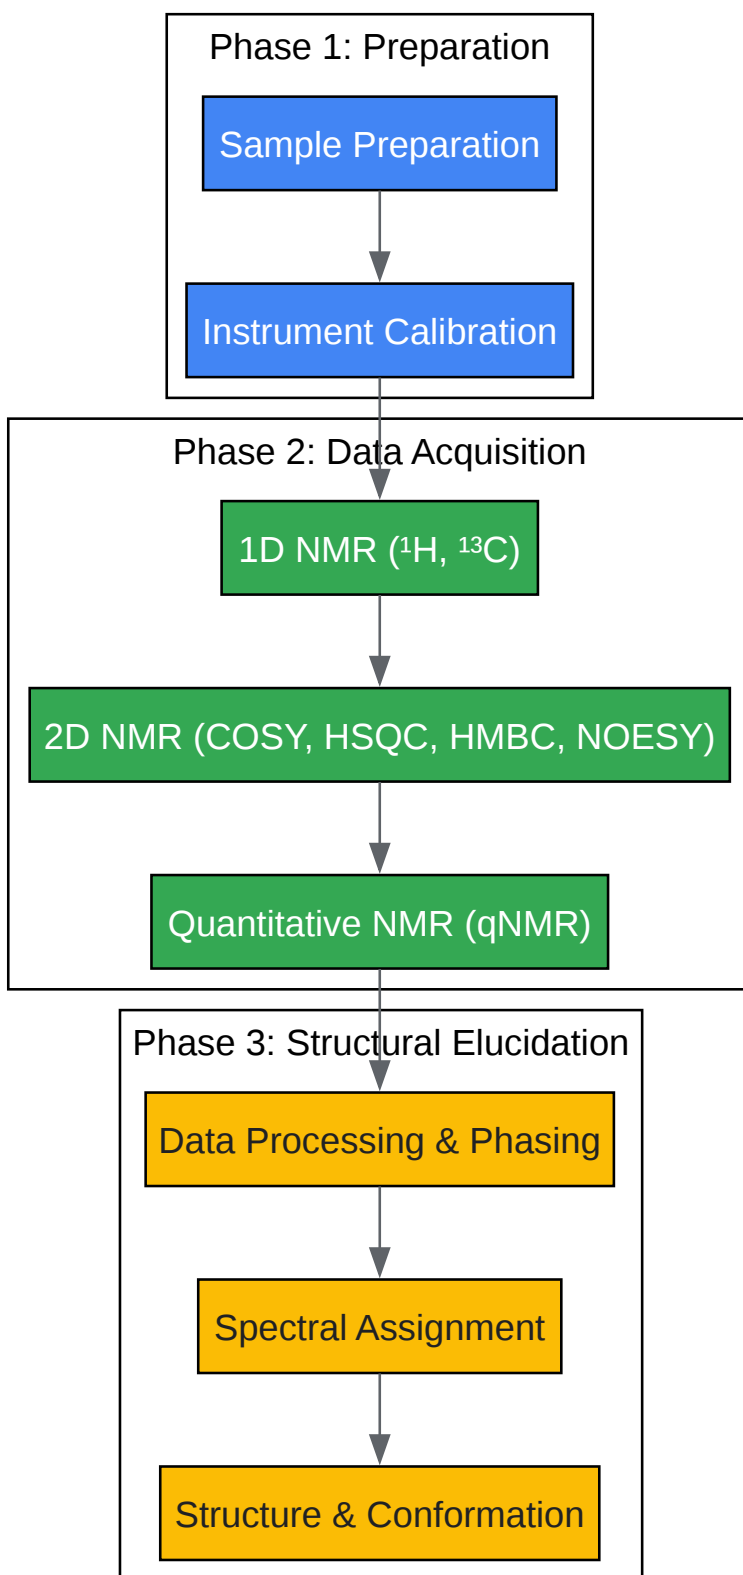 Phase 1: Preparation
Sample Preparation
Instrument Calibration
Phase 2: Data Acquisition
1D NMR (¹H, ¹³C)
2D NMR (COSY, HSQC, HMBC, NOESY)
Quantitative NMR (qNMR)
Phase 3: Structural Elucidation
Data Processing & Phasing
Spectral Assignment
Structure & Conformation